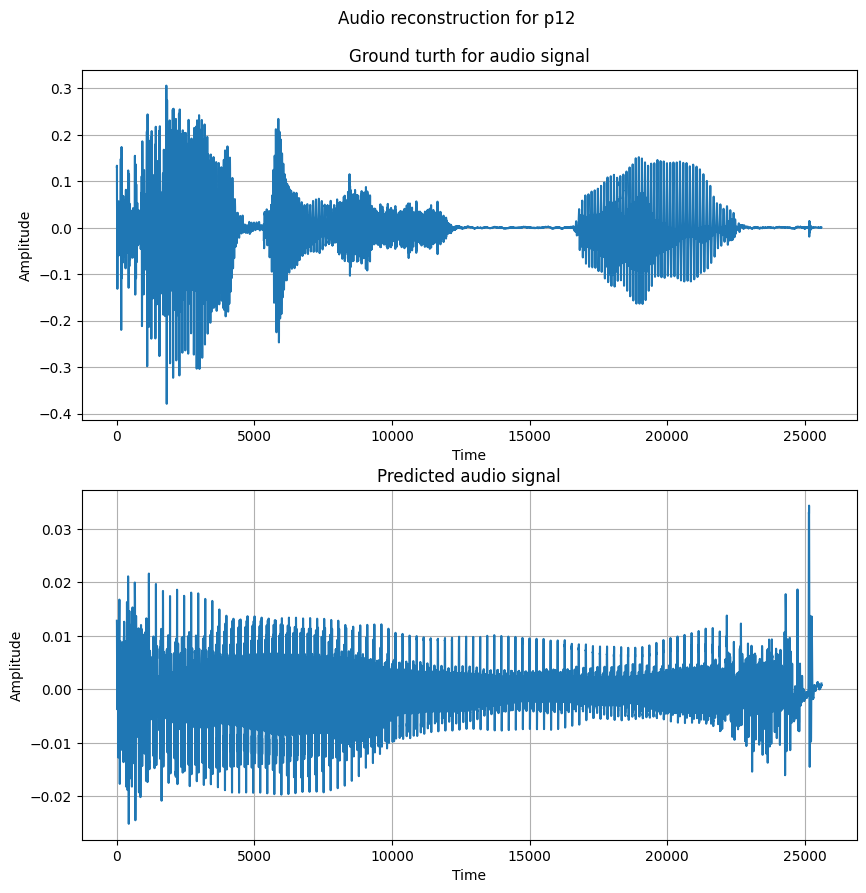 Audio reconstruction for p12
Ground turth for audio signal
0.3
0.2
0.1
0.0
−0.1
−0.2
−0.3
−0.4
Amplitude
0 5000 10000 15000 20000 25000
Time
Predicted audio signal
0.03
0.02
0.01
0.00
−0.01
−0.02
Amplitude
0 5000 10000 15000 20000 25000
Time